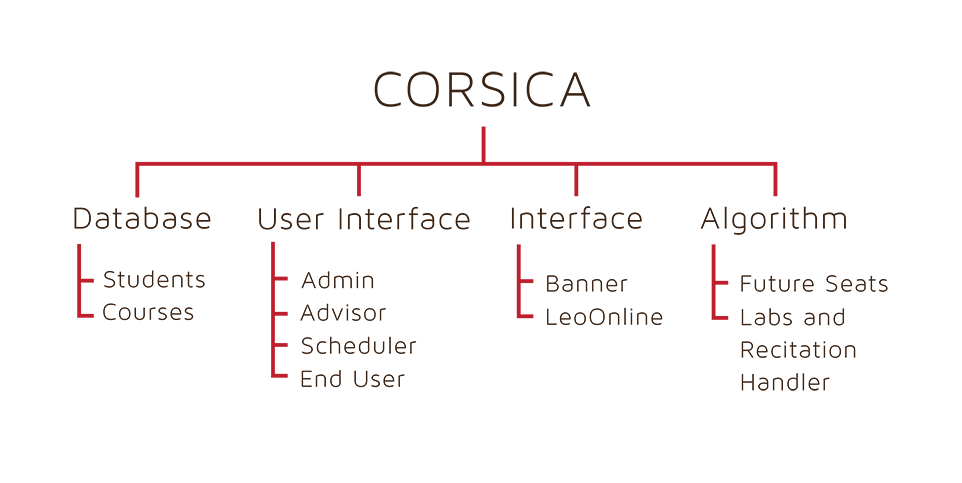 CORSICA
Database
Students
Courses
User Interface
Admin
Advisor
Scheduler
End User
Interface
Banner
LeoOnline
Algorithm
Future Seats
Labs and
Recitation
Handler